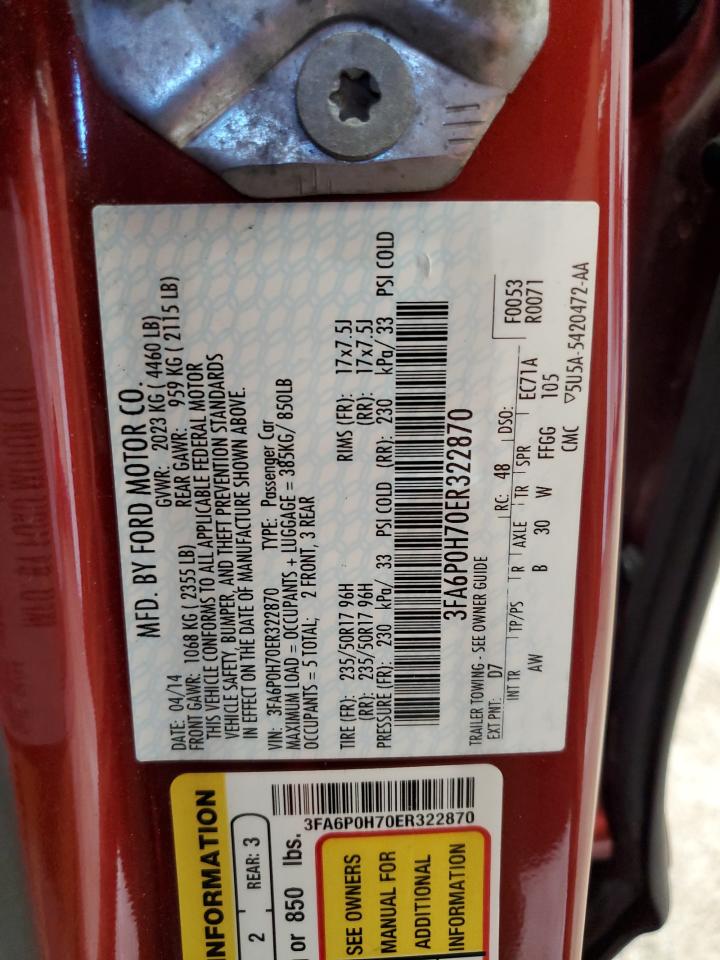 MFD. BY FORD MOTOR CO.
DATE: 04/14 GVWR: 2023 KG ( 4460 LB)
FRONT GAWR: 1068 KG ( 2355 LB) REAR GAWR: 959 KG ( 2115 LB)
THIS VEHICLE CONFORMS TO ALL APPLICABLE FEDERAL MOTOR
VEHICLE SAFETY, BUMPER, AND THEFT PREVENTION STANDARDS
IN EFFECT ON THE DATE OF MANUFACTURE SHOWN ABOVE.
VIN: 3FA6P0H70ER322870 TYPE: Passenger Car
MAXIMUM LOAD = OCCUPANTS + LUGGAGE = 385KG/ 850LB
OCCUPANTS = 5 TOTAL; 2 FRONT, 3 REAR
TIRE (FR): 235/50R17 96H RIMS (FR): 17x7.5J
(RR): 235/50R17 96H (RR): 17x7.5J
PRESSURE (FR): 230 kPa/ 33 PSI COLD (RR): 230 kPa/ 33 PSI COLD
3FA6P0H70ER322870
TRAILER TOWING - SEE OWNER GUIDE
F0053
EXT PNT: D7 RC: 48 DSO: R0071
INT TR TP/PS R AXLE TR SPR EC71A
AW B 30 W FFGG 105
CMC ▽5U5A-5420472-AA
INFORMATION
2 REAR: 3
or 850 lbs.
3FA6P0H70ER322870
SEE OWNERS
MANUAL FOR
ADDITIONAL
INFORMATION